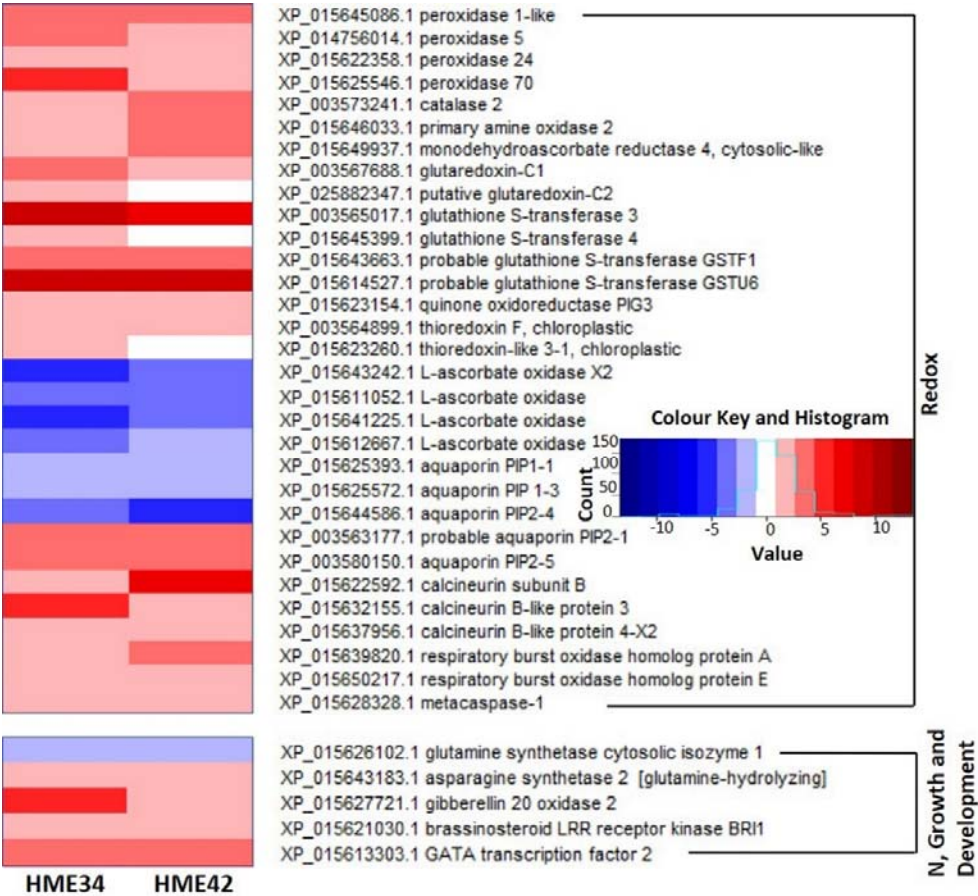 XP_015645086.1 peroxidase 1-like
XP_014756014.1 peroxidase 5
XP_015622358.1 peroxidase 24
XP_015625546.1 peroxidase 70
XP_003573241.1 catalase 2
XP_015646033.1 primary amine oxidase 2
XP_015649937.1 monodehydroascorbate reductase 4, cytosolic-like
XP_003567688.1 glutaredoxin-C1
XP_025882347.1 putative glutaredoxin-C2
XP_003565017.1 glutathione S-transferase 3
XP_015645399.1 glutathione S-transferase 4
XP_015643663.1 probable glutathione S-transferase GSTF1
XP_015614527.1 probable glutathione S-transferase GSTU6
XP_015623154.1 quinone oxidoreductase PIG3
XP_003564899.1 thioredoxin F, chloroplastic
XP_015623260.1 thioredoxin-like 3-1, chloroplastic
XP_015643242.1 L-ascorbate oxidase X2
XP_015611052.1 L-ascorbate oxidase
XP_015641225.1 L-ascorbate oxidase
XP_015612667.1 L-ascorbate oxidase
XP_015625393.1 aquaporin PIP1-1
XP_015625572.1 aquaporin PIP 1-3
XP_015644586.1 aquaporin PIP2-4
XP_003563177.1 probable aquaporin PIP2-1
XP_003580150.1 aquaporin PIP2-5
XP_015622592.1 calcineurin subunit B
XP_015632155.1 calcineurin B-like protein 3
XP_015637956.1 calcineurin B-like protein 4-X2
XP_015639820.1 respiratory burst oxidase homolog protein A
XP_015650217.1 respiratory burst oxidase homolog protein E
XP_015628328.1 metacaspase-1
Redox
Colour Key and Histogram
Count
150
100
50
0
-10 -5 0 5 10
Value
XP_015626102.1 glutamine synthetase cytosolic isozyme 1
XP_015643183.1 asparagine synthetase 2 [glutamine-hydrolyzing]
XP_015627721.1 gibberellin 20 oxidase 2
XP_015621030.1 brassinosteroid LRR receptor kinase BRI1
XP_015613303.1 GATA transcription factor 2
N, Growth and
Development
HME34 HME42